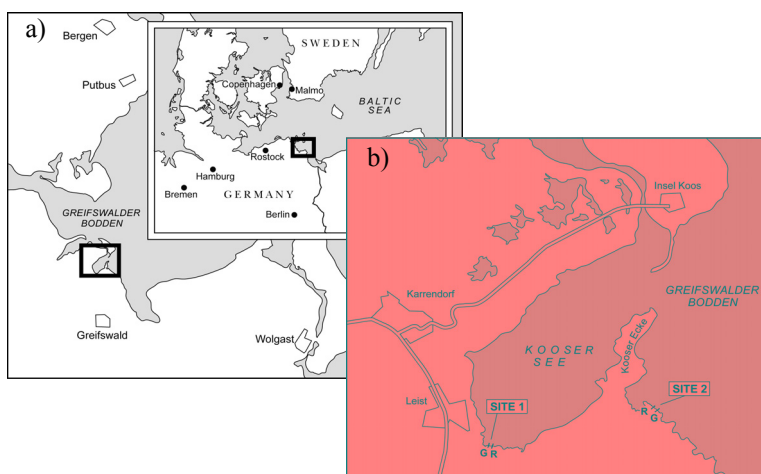 a)
Bergen
Putbus
GREIFSWALDER
BODDEN
Greifswald
Wolgast
SWEDEN
Copenhagen
Malmo
BALTIC
SEA
Rostock
Hamburg
Bremen
GERMANY
Berlin
b)
Insel Koos
GREIFSWALDER
BODDEN
Karrendorf
KOOSER
SEE
Kooser Ecke
Leist
SITE 1
G R
SITE 2
R
G